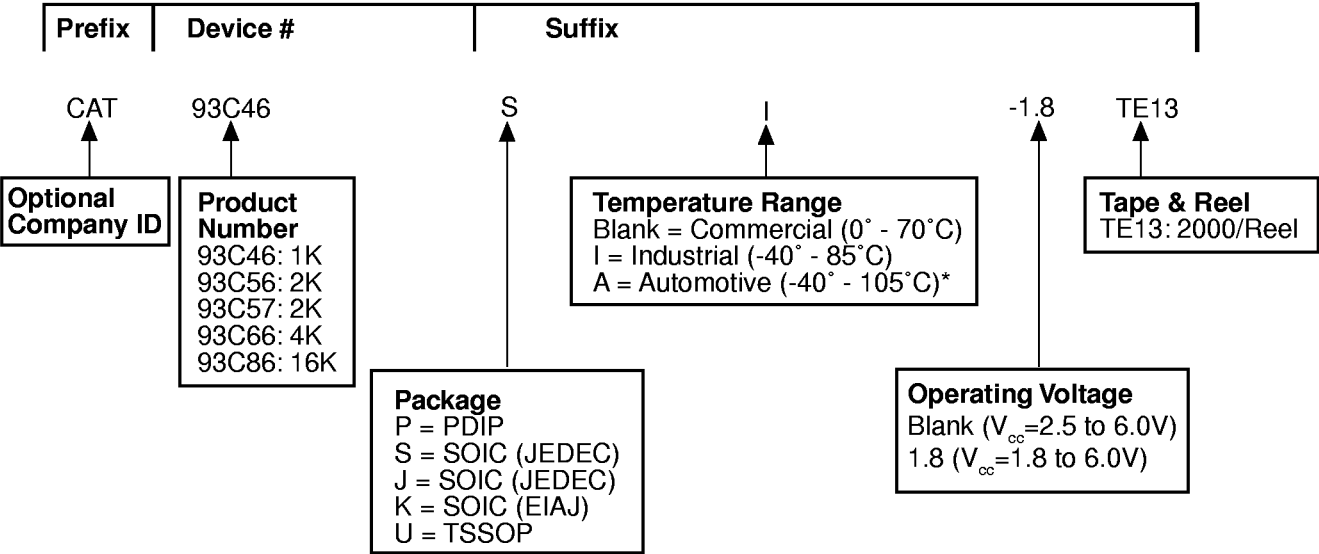 Prefix Device # Suffix
CAT 93C46 S I -1.8 TE13
Optional
Company ID
Product
Number
93C46: 1K
93C56: 2K
93C57: 2K
93C66: 4K
93C86: 16K
Temperature Range
Blank = Commercial (0˚ - 70˚C)
I = Industrial (-40˚ - 85˚C)
A = Automotive (-40˚ - 105˚C)*
Tape & Reel
TE13: 2000/Reel
Package
P = PDIP
S = SOIC (JEDEC)
J = SOIC (JEDEC)
K = SOIC (EIAJ)
U = TSSOP
Operating Voltage
Blank (Vcc=2.5 to 6.0V)
1.8 (Vcc=1.8 to 6.0V)